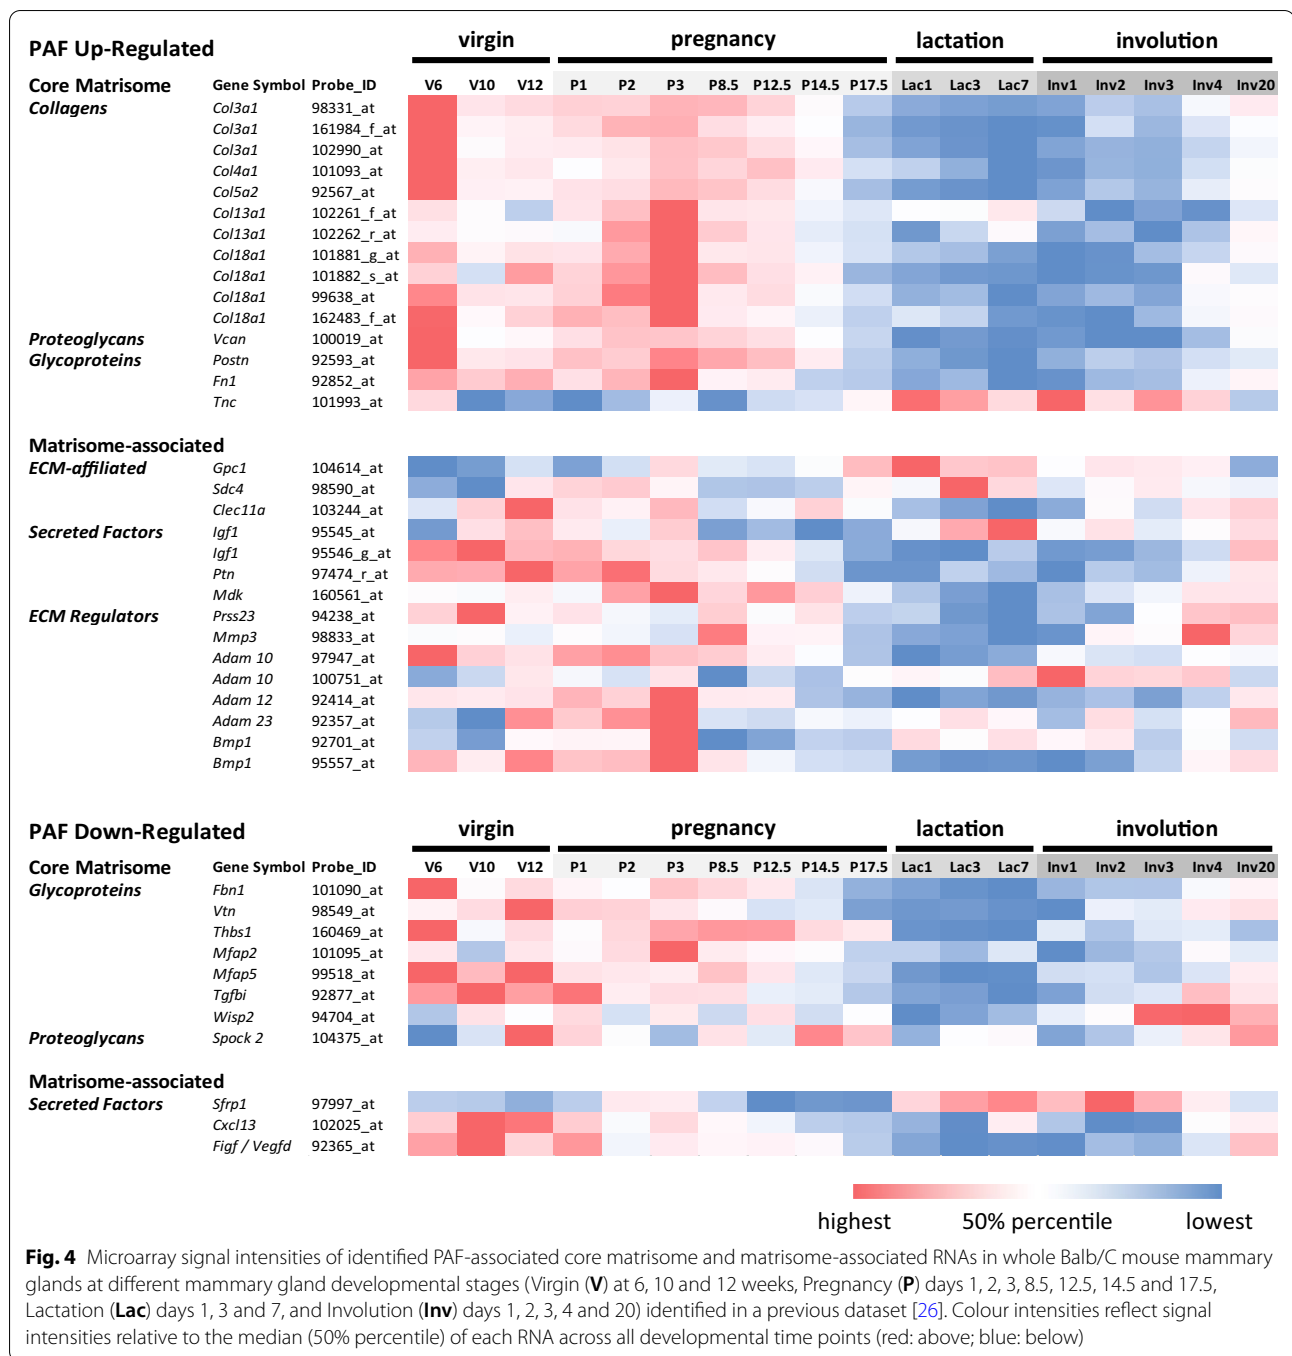 PAF Up-Regulated
virgin pregnancy lactation involution
Core Matrisome Gene Symbol Probe_ID V6 V10 V12 P1 P2 P3 P8.5 P12.5 P14.5 P17.5 Lac1 Lac3 Lac7 Inv1 Inv2 Inv3 Inv4 Inv20
Collagens Col3a1 98331_at
Col3a1 161984_f_at
Col3a1 102990_at
Col4a1 101093_at
Col5a2 92567_at
Col13a1 102261_f_at
Col13a1 102262_r_at
Col18a1 101881_g_at
Col18a1 101882_s_at
Col18a1 99638_at
Col18a1 162483_f_at
Proteoglycans Vcan 100019_at
Glycoproteins Postn 92593_at
Fn1 92852_at
Tnc 101993_at
Matrisome-associated
ECM-affiliated Gpc1 104614_at
Sdc4 98590_at
Clec11a 103244_at
Secreted Factors Igf1 95545_at
Igf1 95546_g_at
Ptn 97474_r_at
Mdk 160561_at
ECM Regulators Prss23 94238_at
Mmp3 98833_at
Adam 10 97947_at
Adam 10 100751_at
Adam 12 92414_at
Adam 23 92357_at
Bmp1 92701_at
Bmp1 95557_at
PAF Down-Regulated
virgin pregnancy lactation involution
Core Matrisome Gene Symbol Probe_ID V6 V10 V12 P1 P2 P3 P8.5 P12.5 P14.5 P17.5 Lac1 Lac3 Lac7 Inv1 Inv2 Inv3 Inv4 Inv20
Glycoproteins Fbn1 101090_at
Vtn 98549_at
Thbs1 160469_at
Mfap2 101095_at
Mfap5 99518_at
Tgfbi 92877_at
Wisp2 94704_at
Proteoglycans Spock 2 104375_at
Matrisome-associated
Secreted Factors Sfrp1 97997_at
Cxcl13 102025_at
Figf / Vegfd 92365_at
highest 50% percentile lowest
Fig. 4 Microarray signal intensities of identified PAF-associated core matrisome and matrisome-associated RNAs in whole Balb/C mouse mammary
glands at different mammary gland developmental stages (Virgin (V) at 6, 10 and 12 weeks, Pregnancy (P) days 1, 2, 3, 8.5, 12.5, 14.5 and 17.5,
Lactation (Lac) days 1, 3 and 7, and Involution (Inv) days 1, 2, 3, 4 and 20) identified in a previous dataset [26]. Colour intensities reflect signal
intensities relative to the median (50% percentile) of each RNA across all developmental time points (red: above; blue: below)